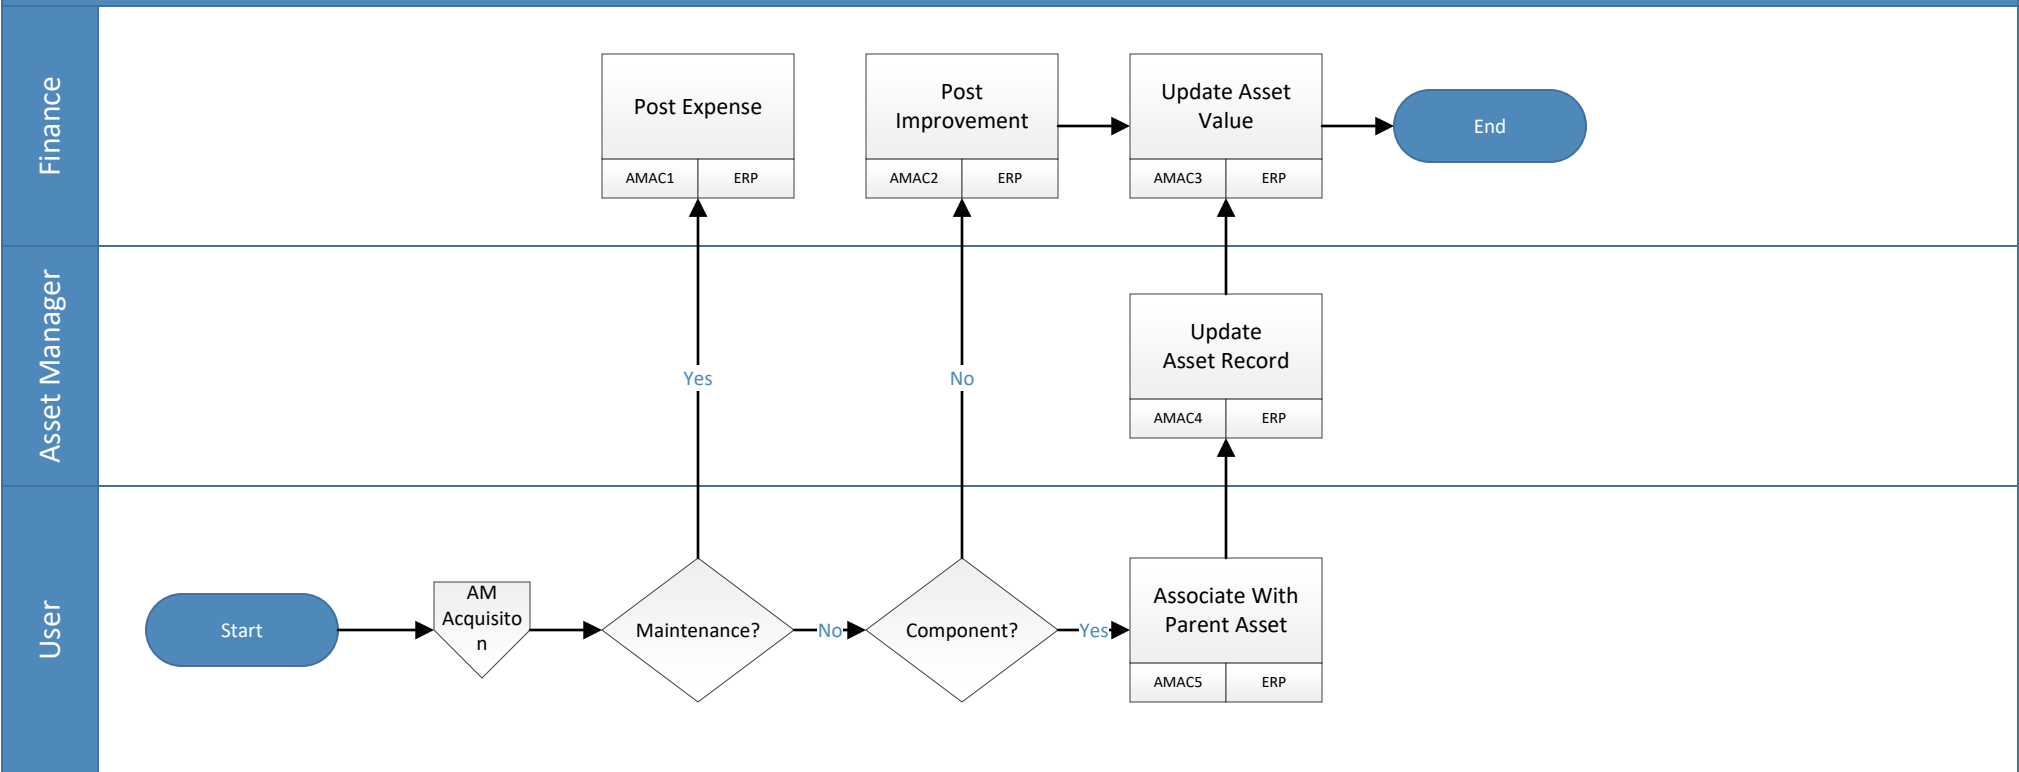 Finance
Post Expense
AMAC1
ERP
Post
Improvement
AMAC2
ERP
Update Asset
Value
AMAC3
ERP
End
Asset Manager
Yes
No
Update
Asset Record
AMAC4
ERP
User
Start
AM
Acquisito
n
Maintenance?
No
Component?
Yes
Associate With
Parent Asset
AMAC5
ERP